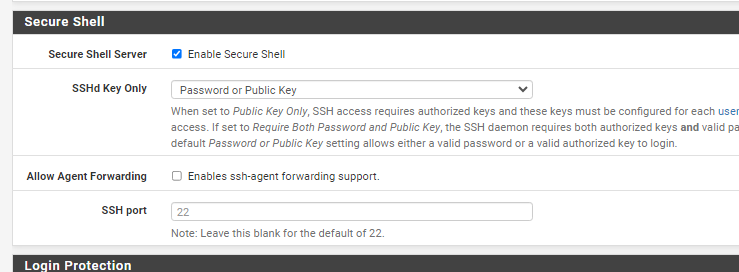 Secure Shell
Secure Shell Server Enable Secure Shell
SSHd Key Only Password or Public Key
When set to Public Key Only, SSH access requires authorized keys and these keys must be configured for each user
access. If set to Require Both Password and Public Key, the SSH daemon requires both authorized keys and valid pa
default Password or Public Key setting allows either a valid password or a valid authorized key to login.
Allow Agent Forwarding Enables ssh-agent forwarding support.
SSH port 22
Note: Leave this blank for the default of 22.
Login Protection